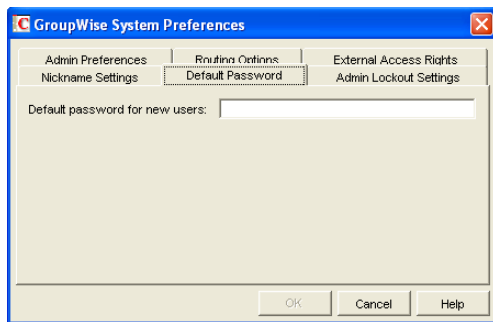 GroupWise System Preferences
Admin Preferences Routing Options External Access Rights
Nickname Settings Default Password Admin Lockout Settings
Default password for new users:
OK Cancel Help